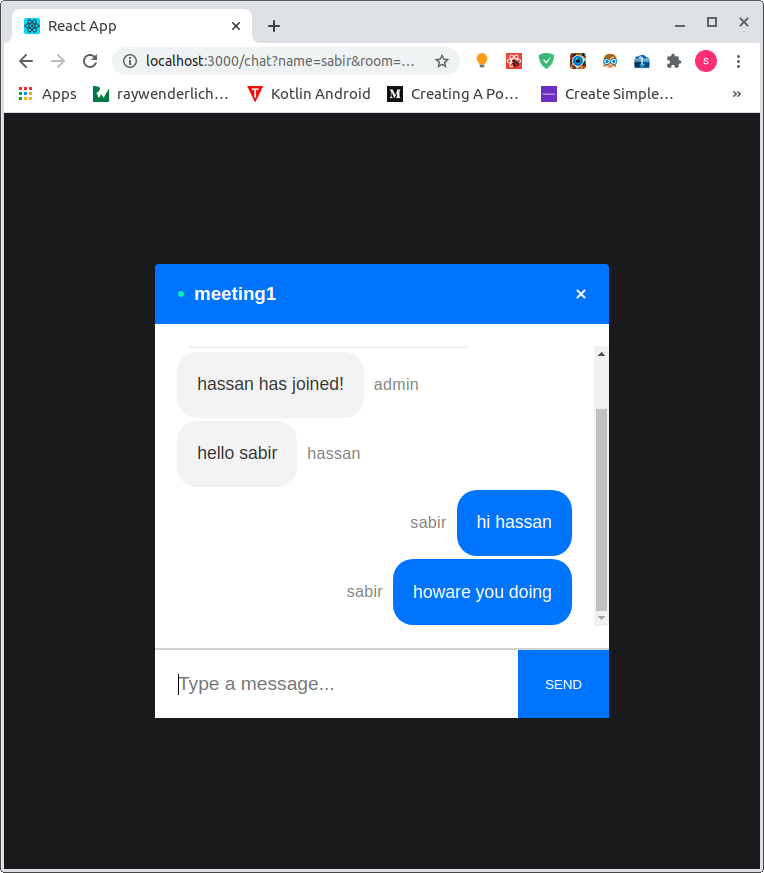 React App
localhost:3000/chat?name=sabir&room=...
S
Apps
raywenderlich...
Kotlin Android
Creating A Po...
Create Simple...
»
meeting1
hassan has joined! admin
hello sabir hassan
sabir hi hassan
sabir howare you doing
Type a message... SEND